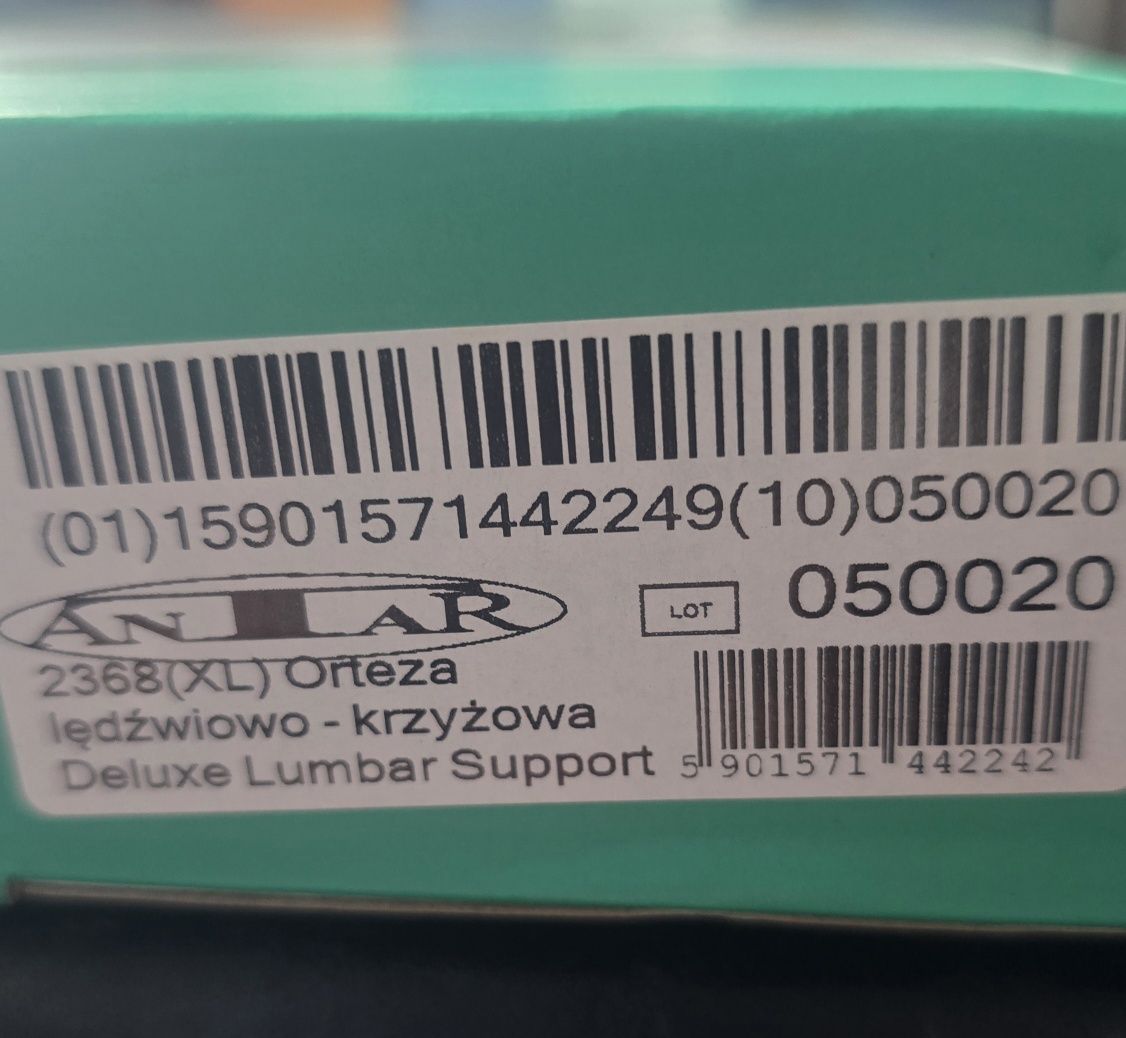 (01)15901571442249(10)050020
ANTAR
LOT 050020
2368(XL) Orteza
lędźwiowo - krzyżowa
Deluxe Lumbar Support
5 901571 442242